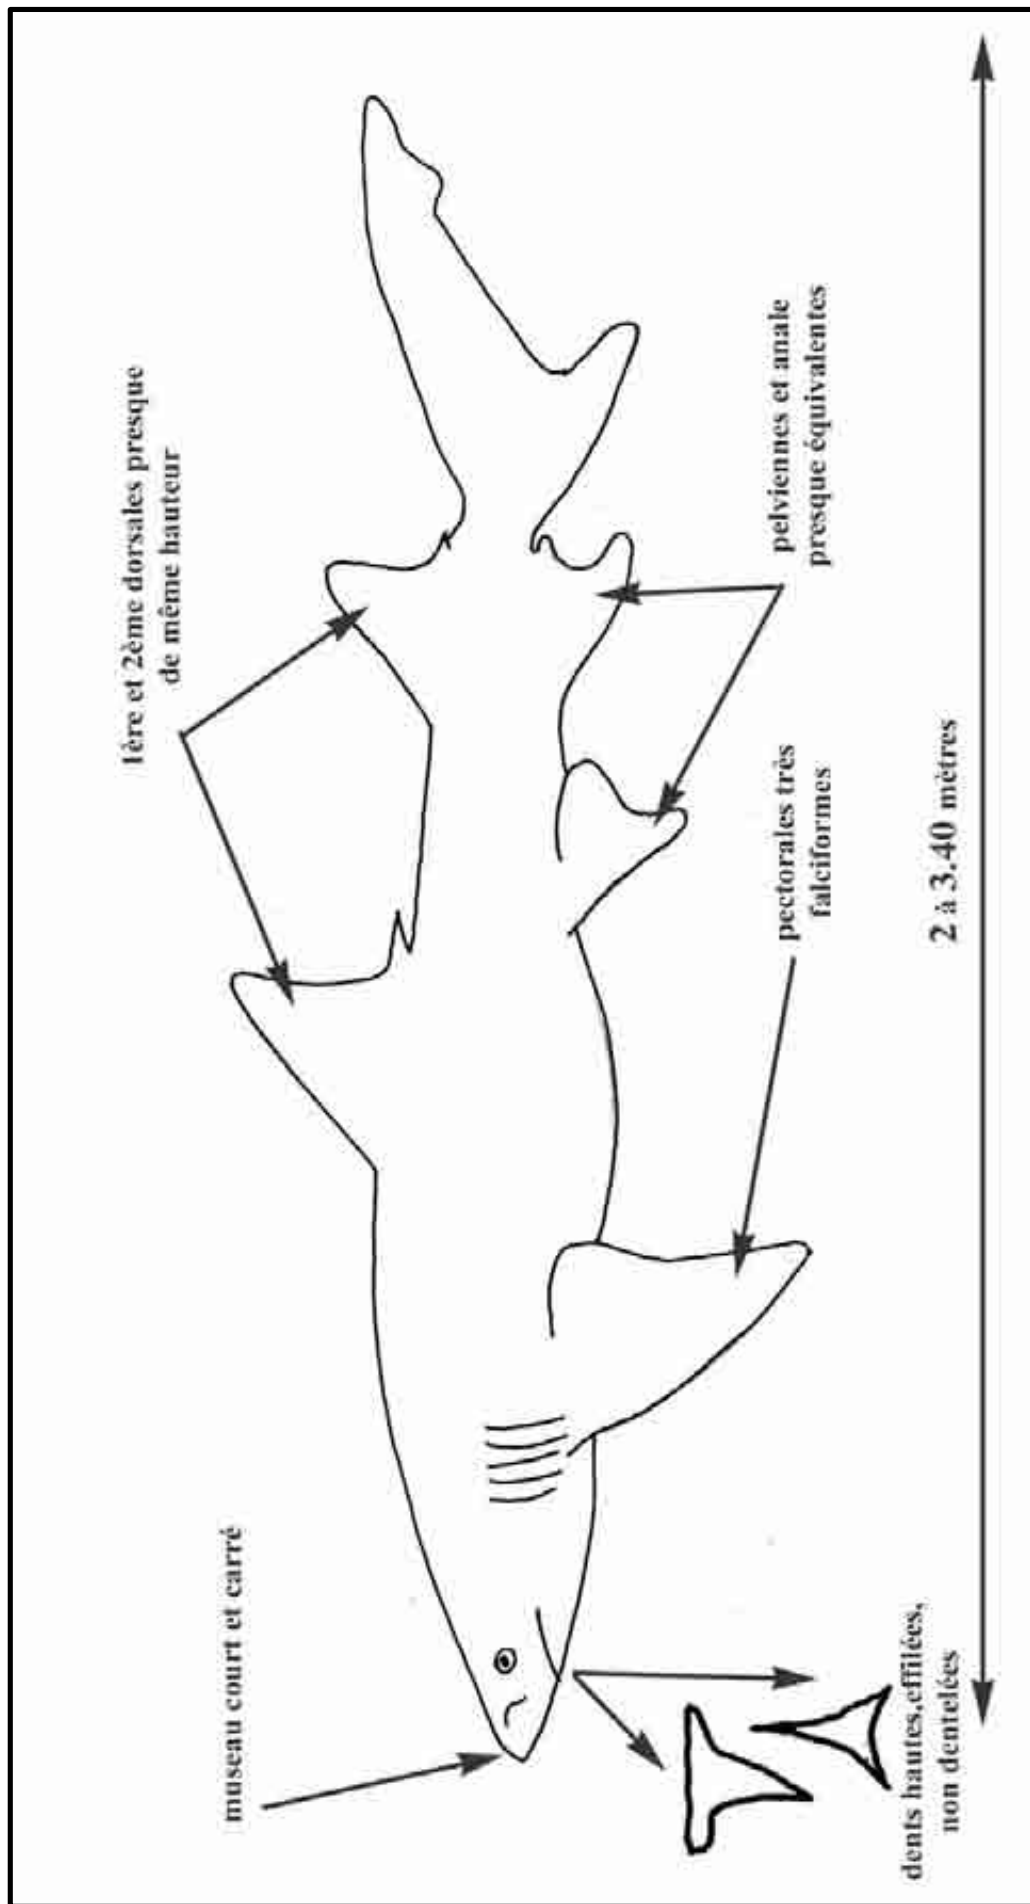 museau court et carré
1ère et 2ème dorsales presque
de même hauteur
dents hautes,effilées,
non dentelées
pectorales très
falciformes
pelviennes et anale
presque équivalentes
2 à 3.40 mètres